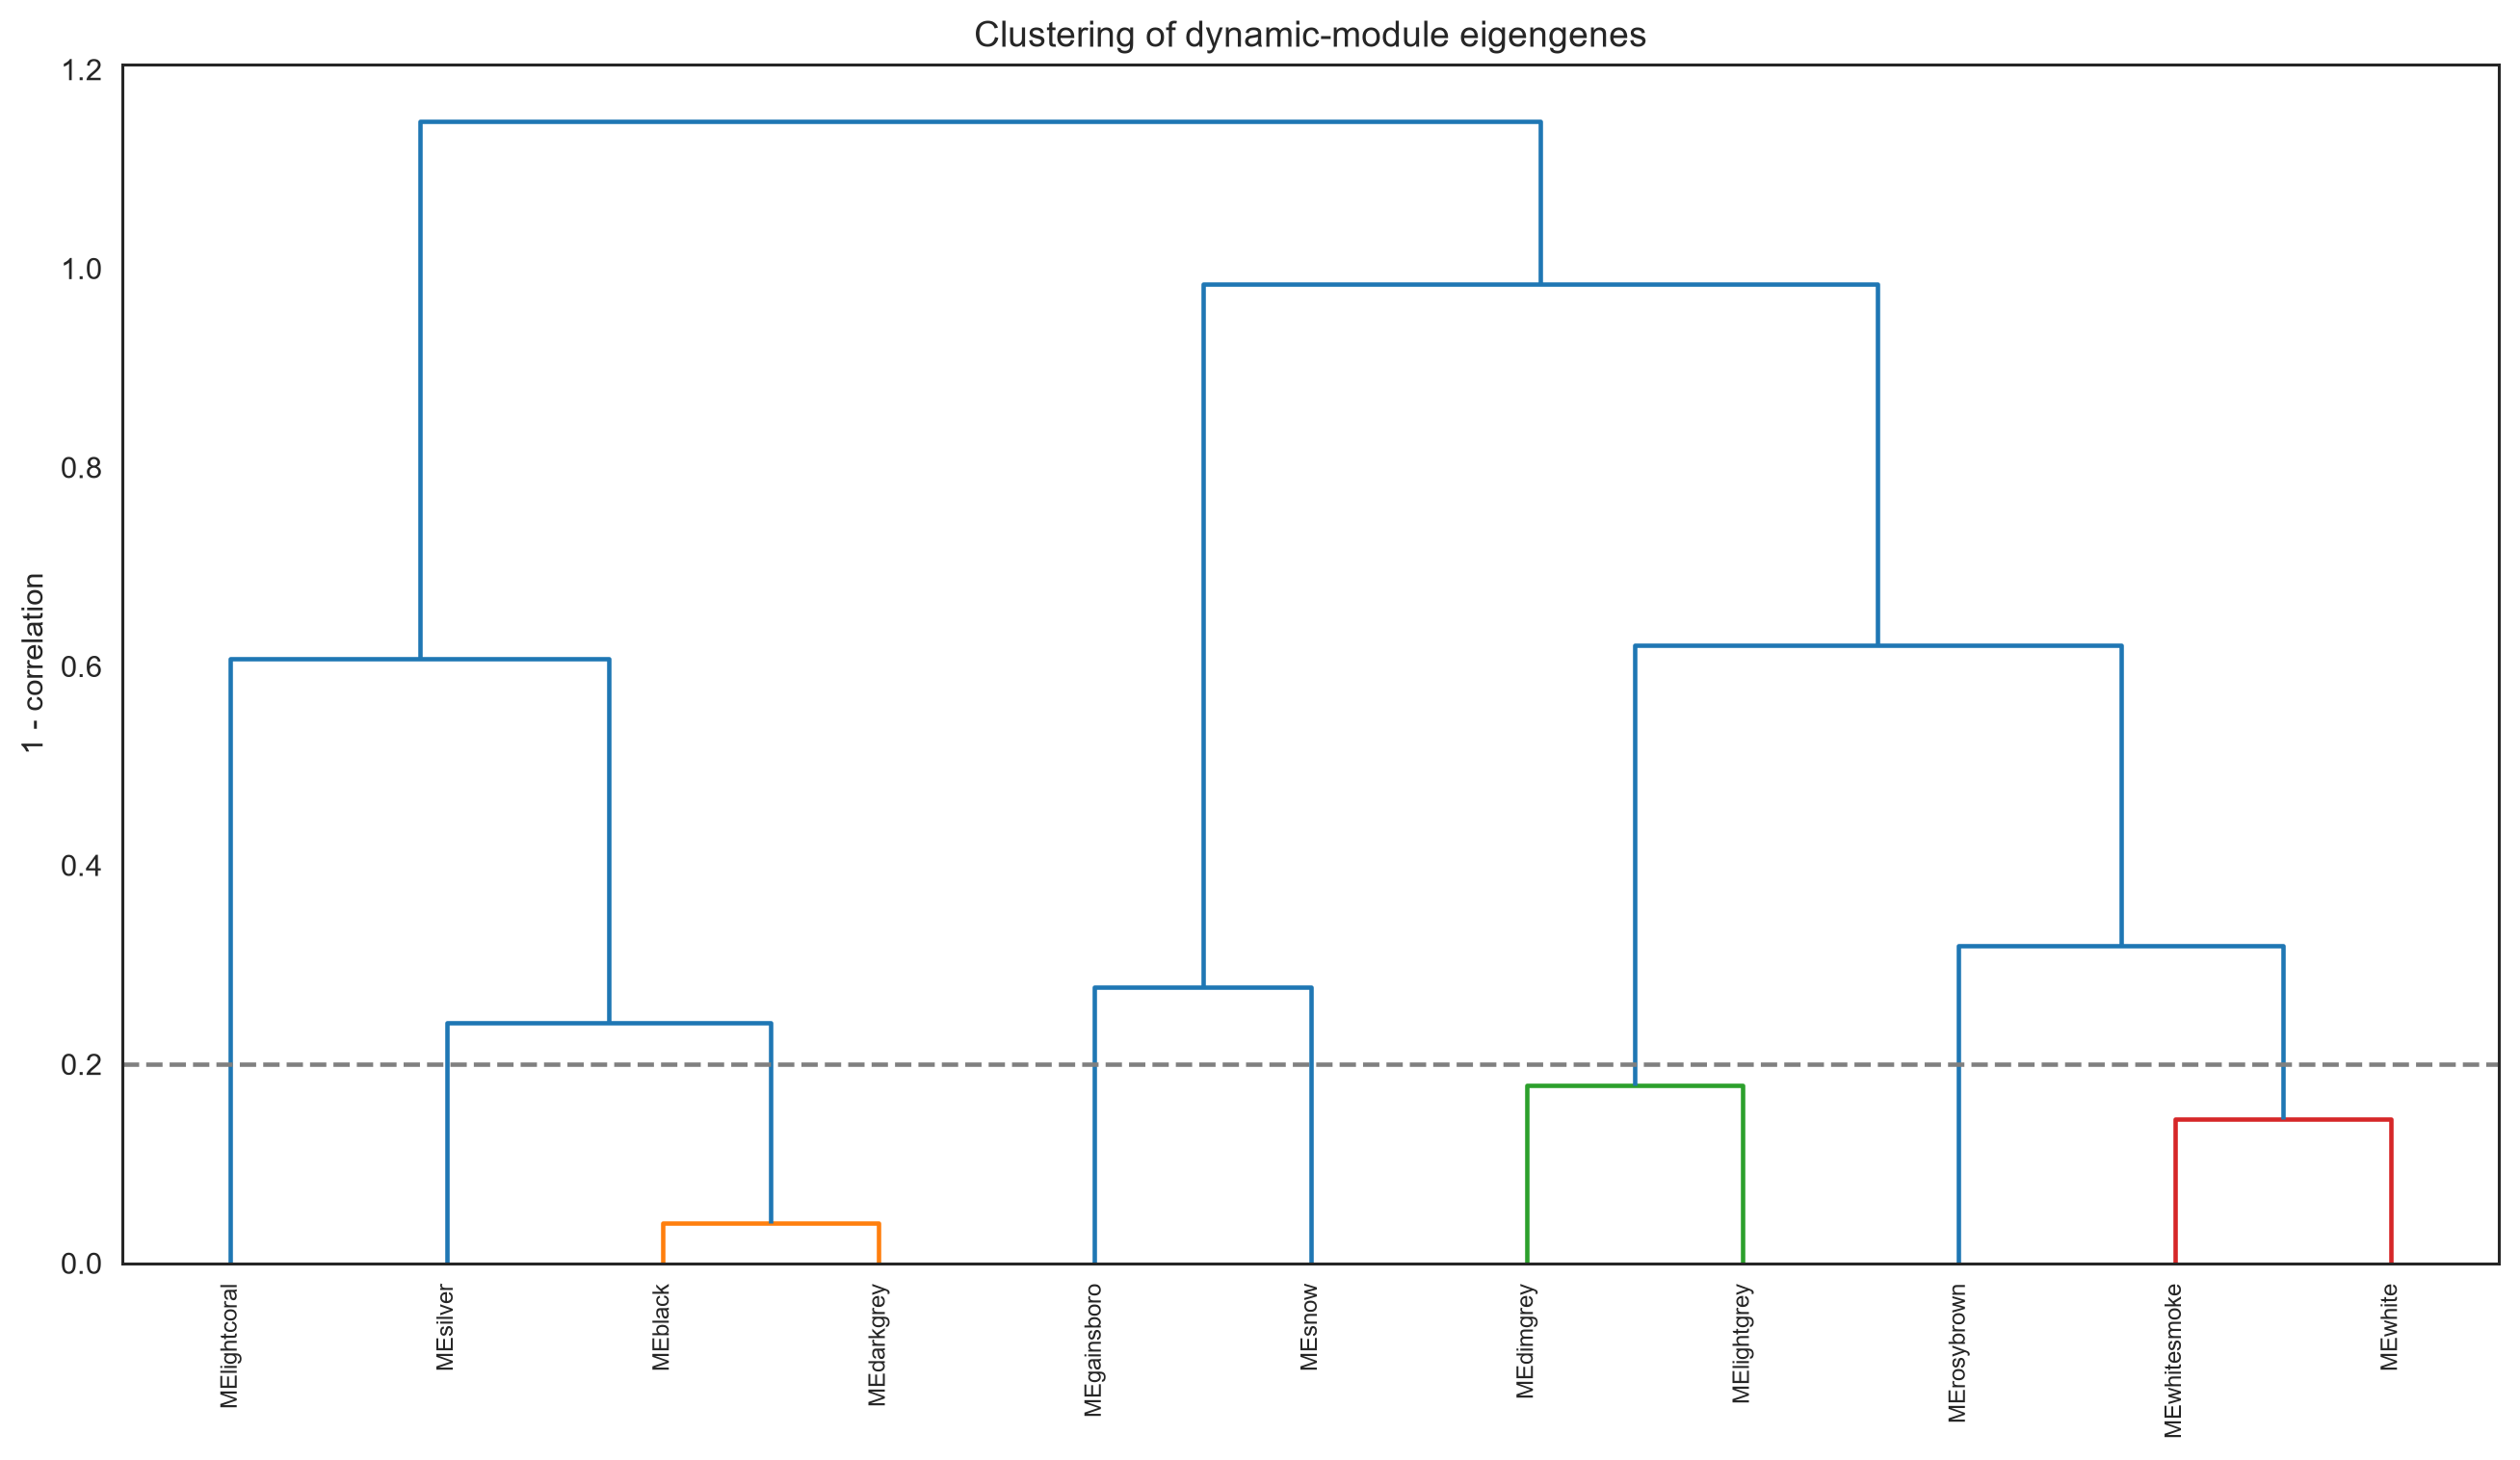 Clustering of dynamic-module eigengenes
1.2
1.0
0.8
0.6
0.4
0.2
0.0
1 - correlation
MElightcoral
MEsilver
MEblack
MEdarkgrey
MEgainsboro
MEsnow
MEdimgrey
MElightgrey
MErosybrown
MEwhitesmoke
MEwhite